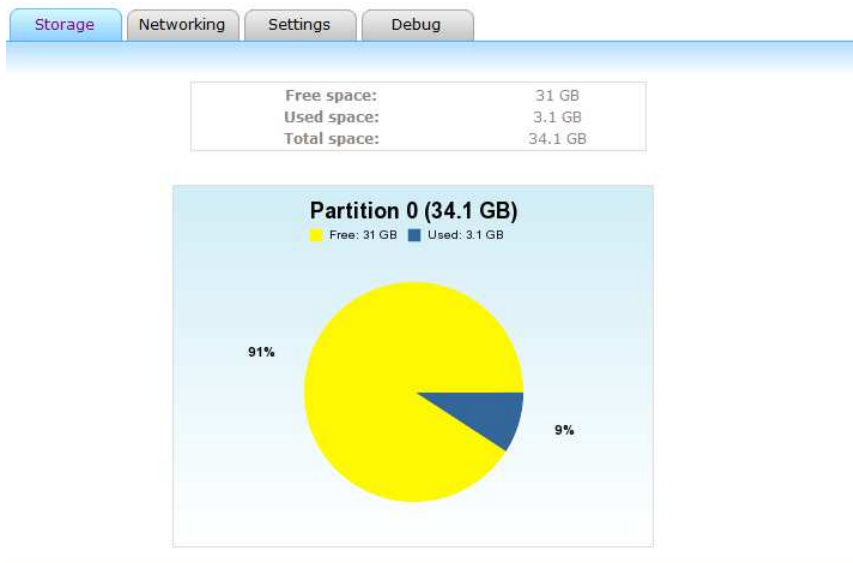 Storage Networking Settings Debug
Free space: 31 GB
Used space: 3.1 GB
Total space: 34.1 GB
Partition 0 (34.1 GB)
Free: 31 GB Used: 3.1 GB
91%
9%